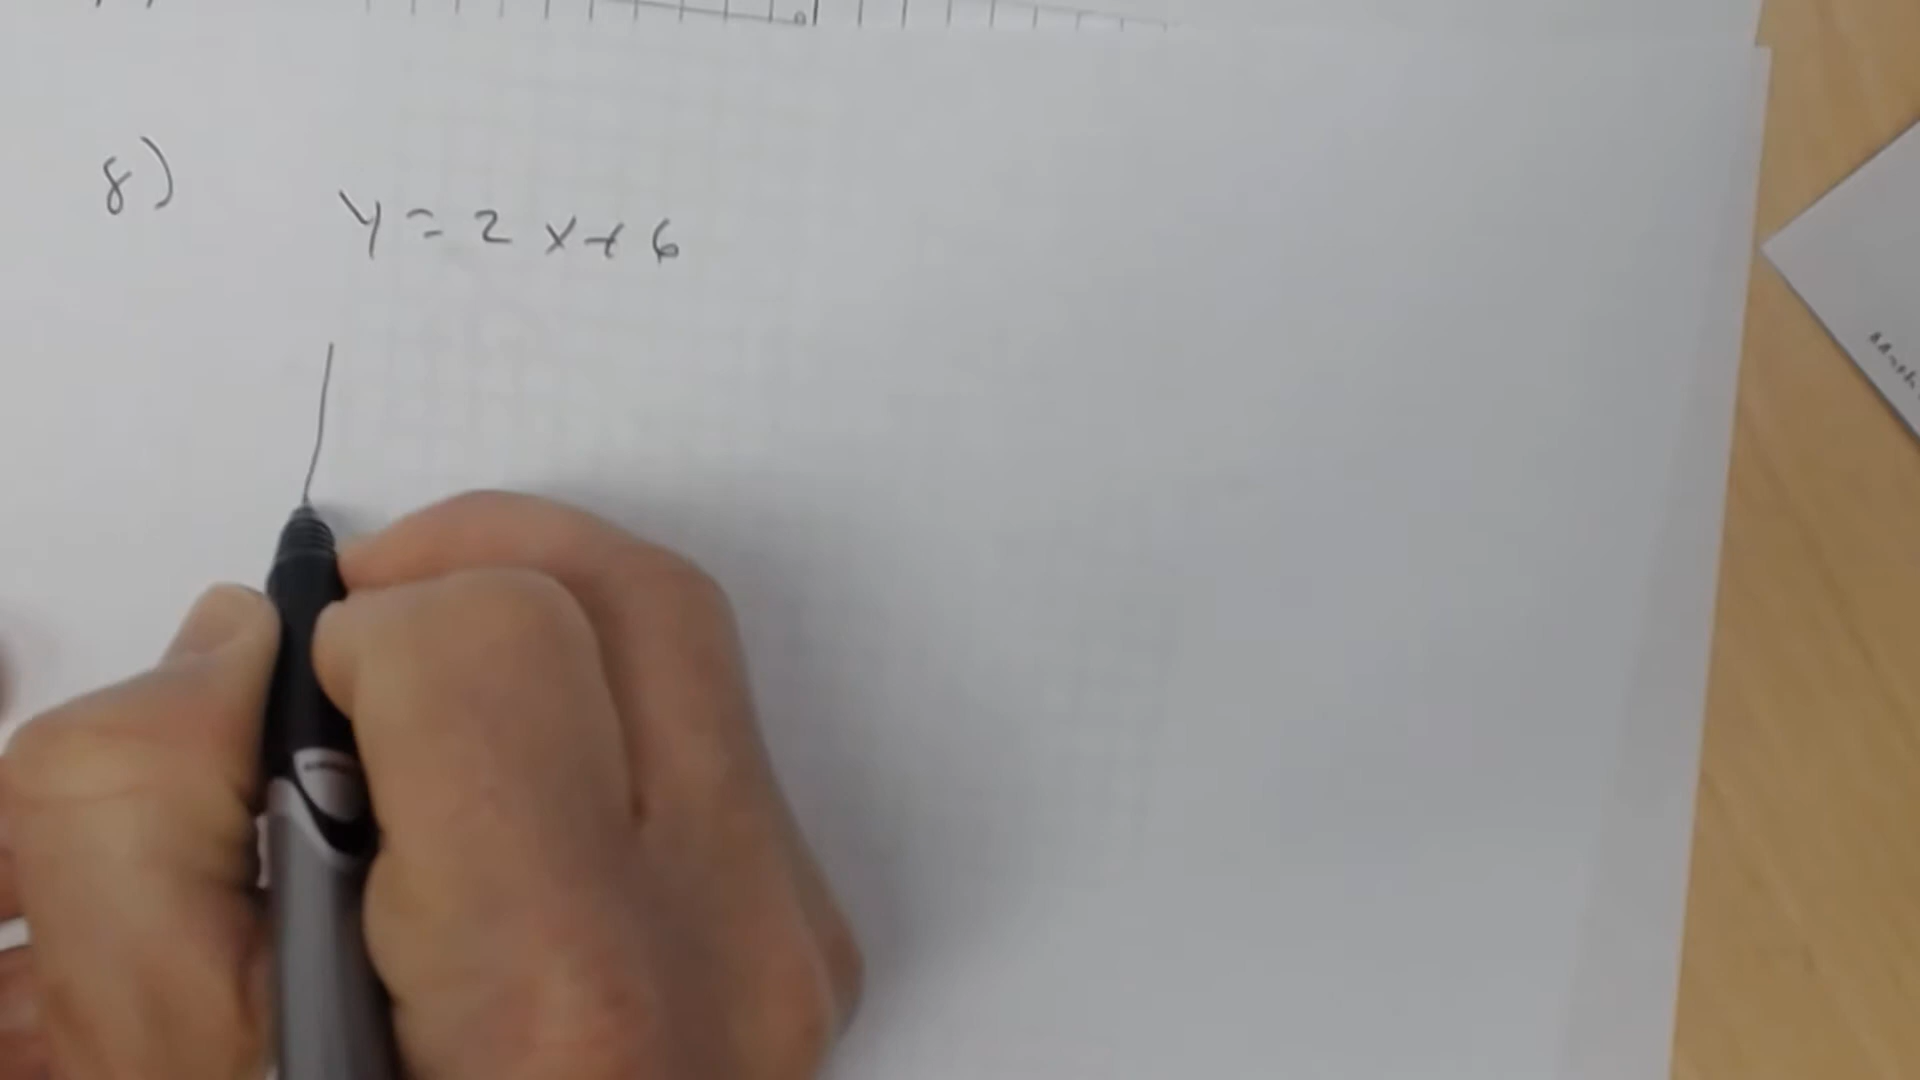 8)
y = 2x + 6